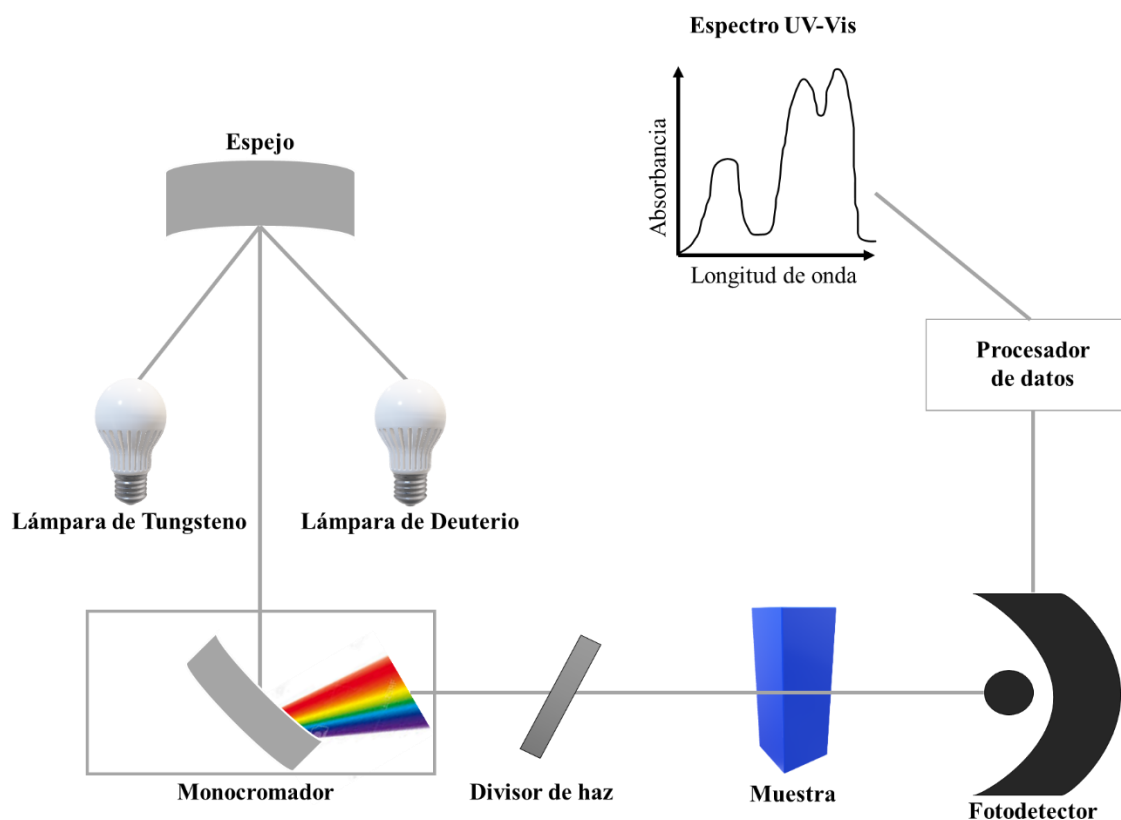 Espectro UV-Vis
Absorbancia
Longitud de onda
Espejo
Procesador
de datos
Lámpara de Tungsteno
Lámpara de Deuterio
Monocromador
Divisor de haz
Muestra
Fotodetector